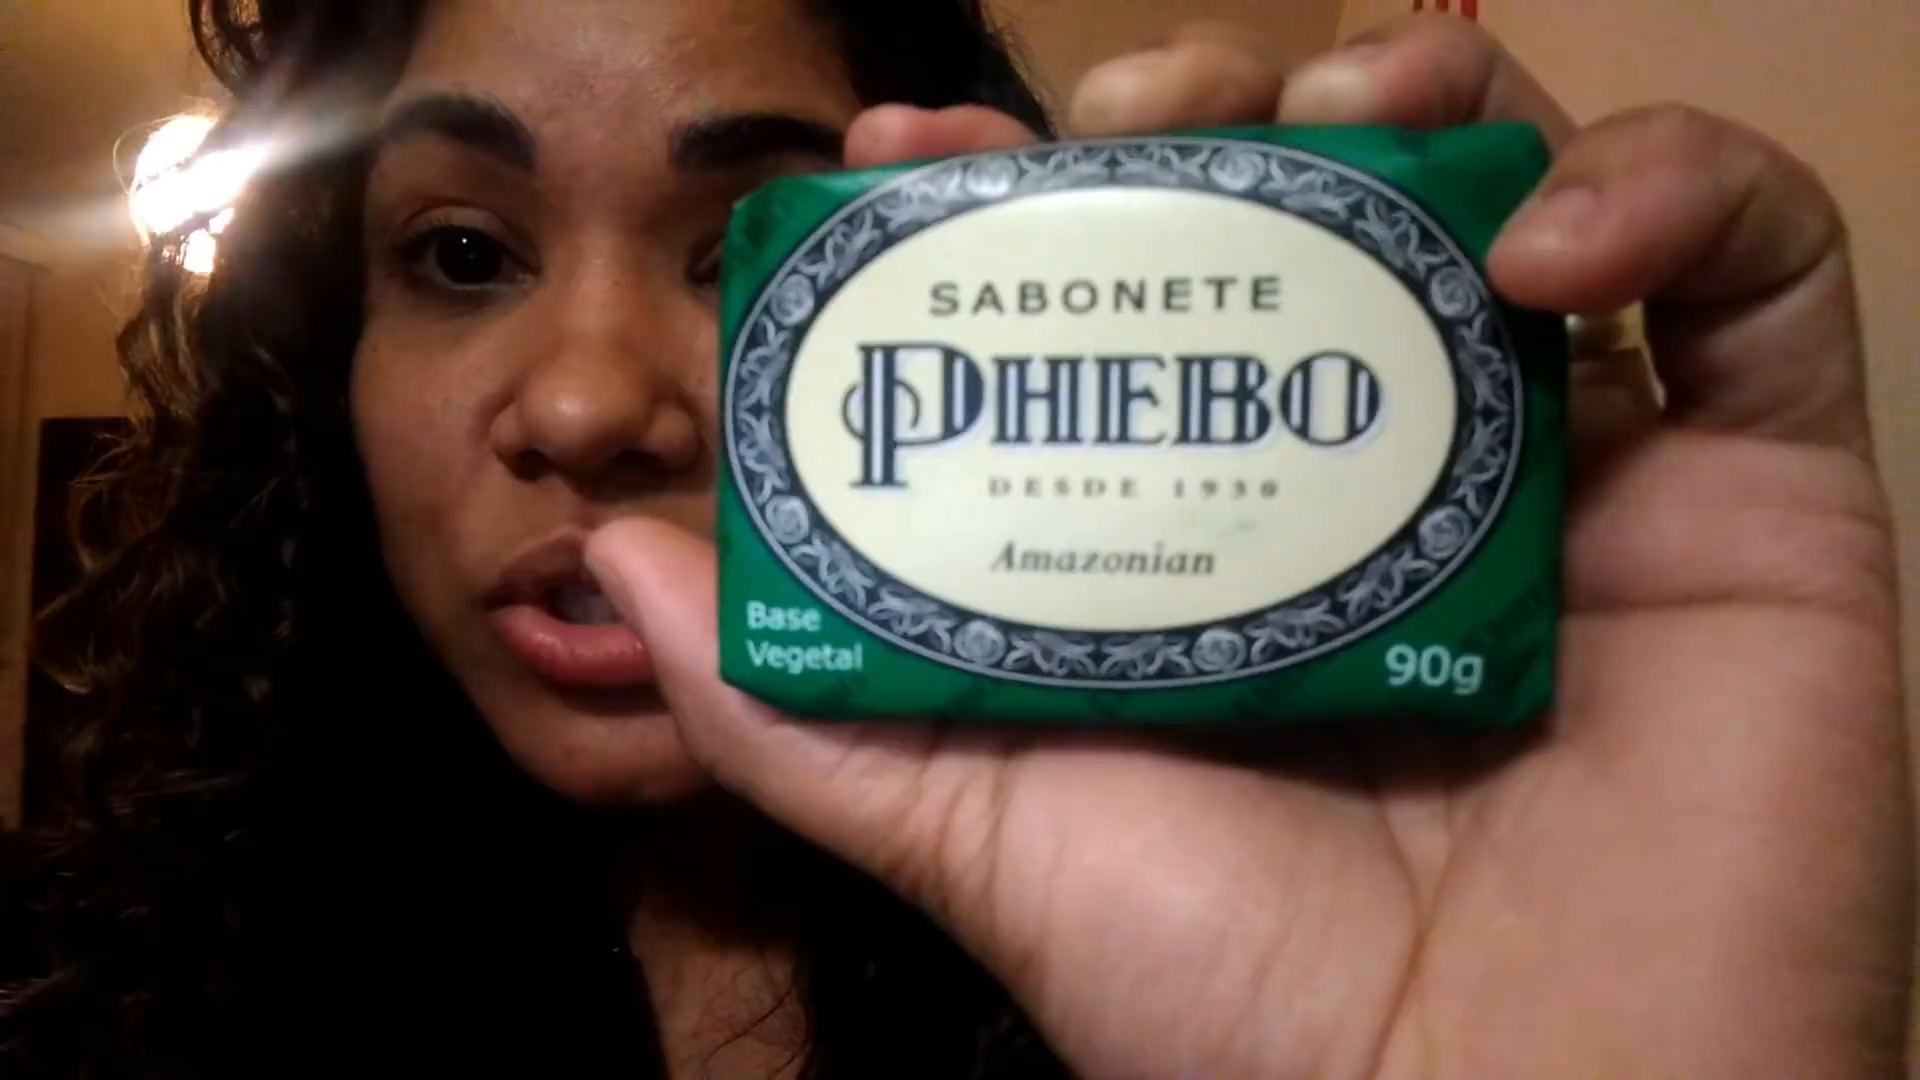 SABONETE
PHEBO
DESDE 1930
Amazonian
Base
Vegetal
90g